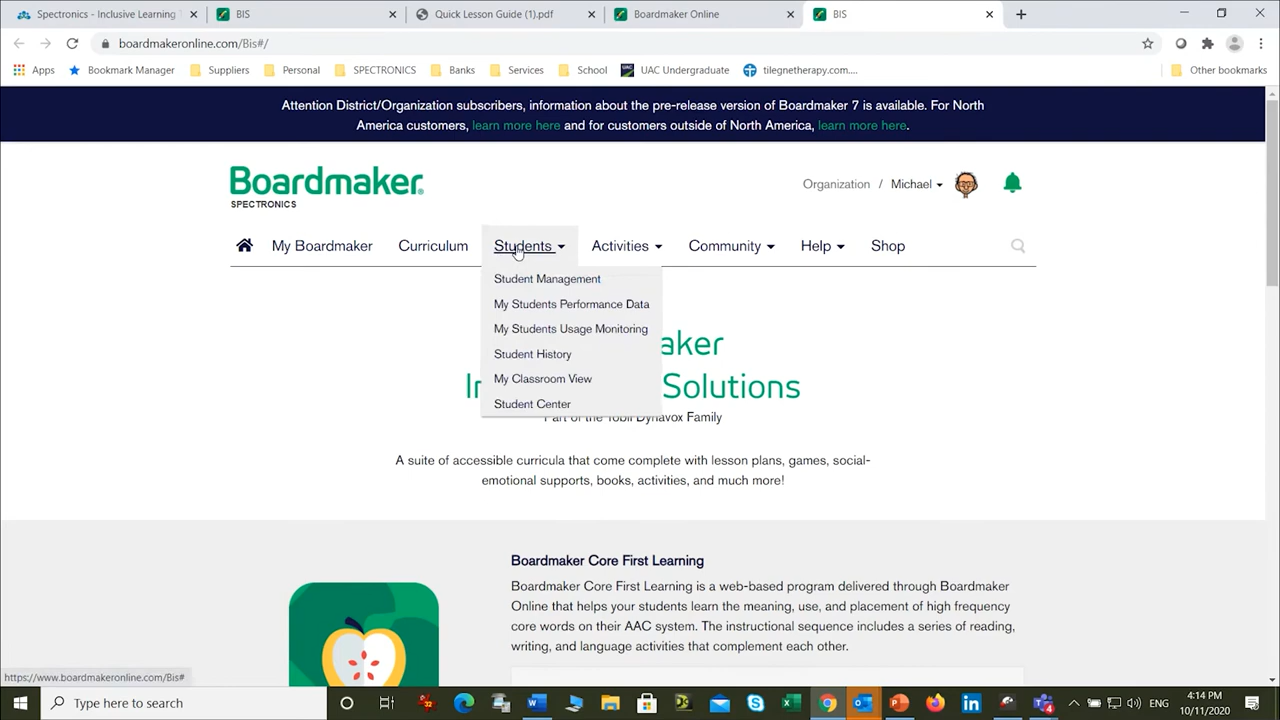 Spectronics - Inclusive Learning
BIS
Quick Lesson Guide (1).pdf
Boardmaker Online
BIS
boardmakeronline.com/Bis#/
Apps
Bookmark Manager
Suppliers
Personal
SPECTRONICS
Banks
Services
School
UAC Undergraduate
tilegnetherapy.com....
Other bookmarks
Attention District/Organization subscribers, information about the pre-release version of Boardmaker 7 is available. For North
America customers, learn more here and for customers outside of North America, learn more here.
Boardmaker®
SPECTRONICS
Organization / Michael
My Boardmaker
Curriculum
Students
Activities
Community
Help
Shop
Student Management
My Students Performance Data
My Students Usage Monitoring
Student History
My Classroom View
Student Center
aker
In Solutions
Part of the Tobii Dynavox Family
A suite of accessible curricula that come complete with lesson plans, games, social-
emotional supports, books, activities, and much more!
Boardmaker Core First Learning
Boardmaker Core First Learning is a web-based program delivered through Boardmaker
Online that helps your students learn the meaning, use, and placement of high frequency
core words on their AAC system. The instructional sequence includes a series of reading,
writing, and language activities that complement each other.
https://www.boardmakeronline.com/Bis#
Type here to search
ENG
4:14 PM
10/11/2020